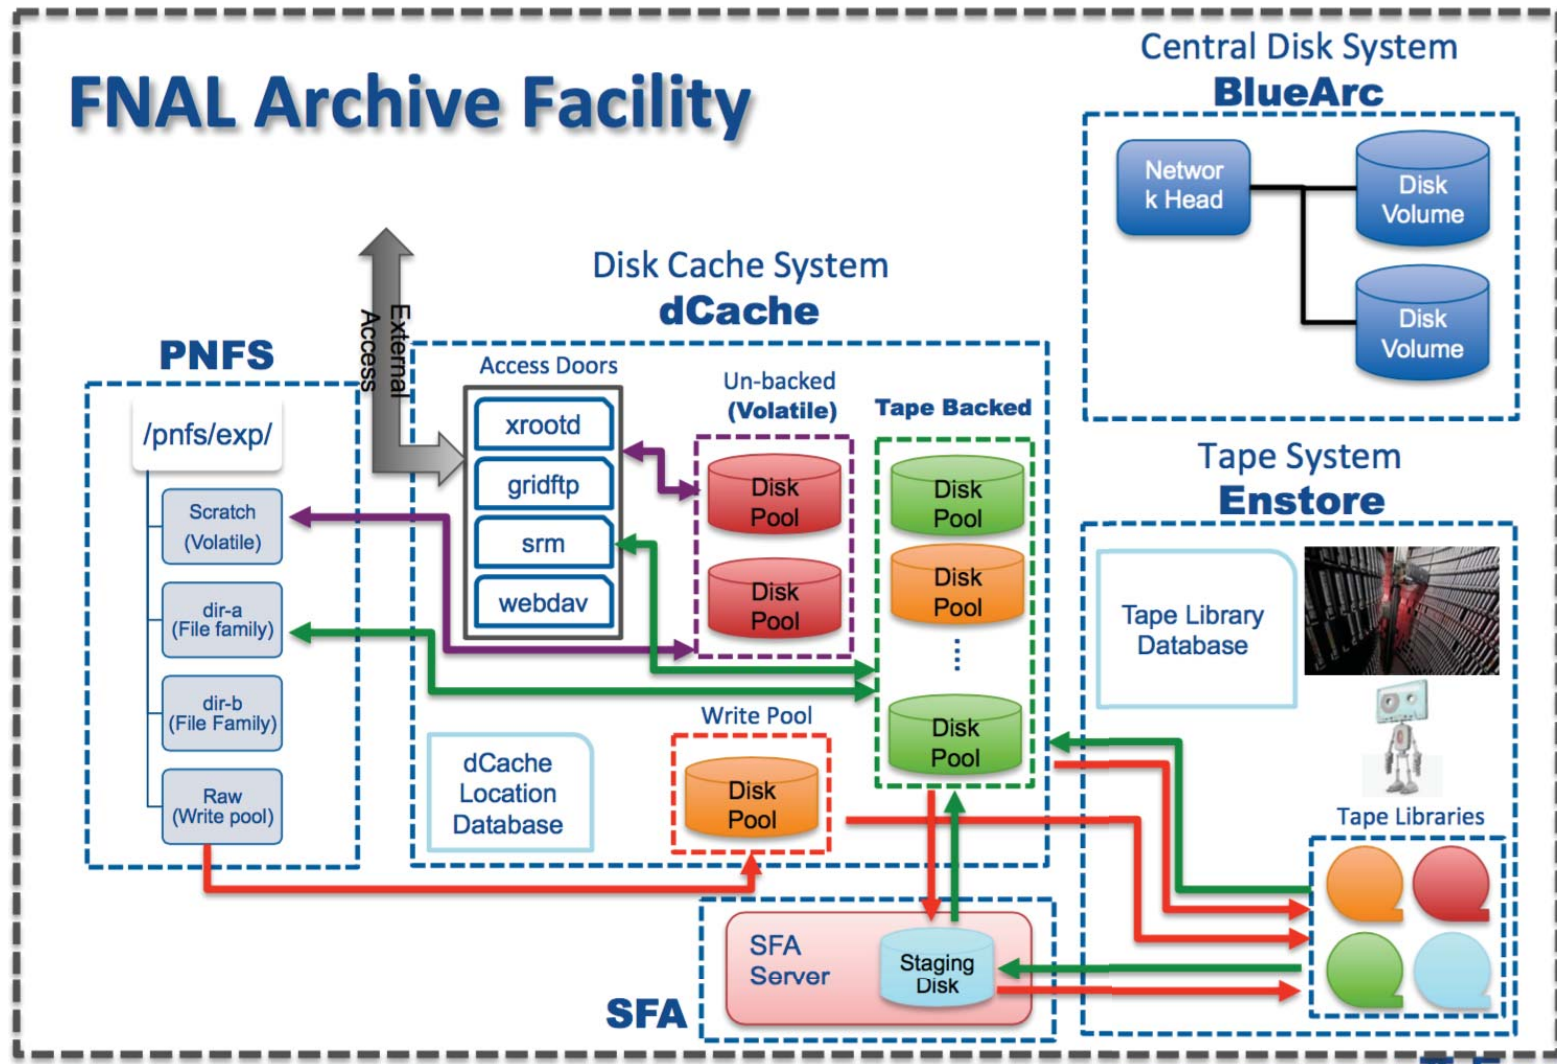 FNAL Archive Facility
Central Disk System
BlueArc
Networ
k Head
Disk
Volume
Disk
Volume
External
Access
Disk Cache System
dCache
PNFS
/pnfs/exp/
Scratch
(Volatile)
dir-a
(File family)
dir-b
(File Family)
Raw
(Write pool)
Access Doors
xrootd
gridftp
srm
webdav
Un-backed
(Volatile)
Disk
Pool
Disk
Pool
Tape Backed
Disk
Pool
Disk
Pool
Disk
Pool
Write Pool
Disk
Pool
dCache
Location
Database
Tape System
Enstore
Tape Library
Database
Tape Libraries
SFA
Server
Staging
Disk
SFA